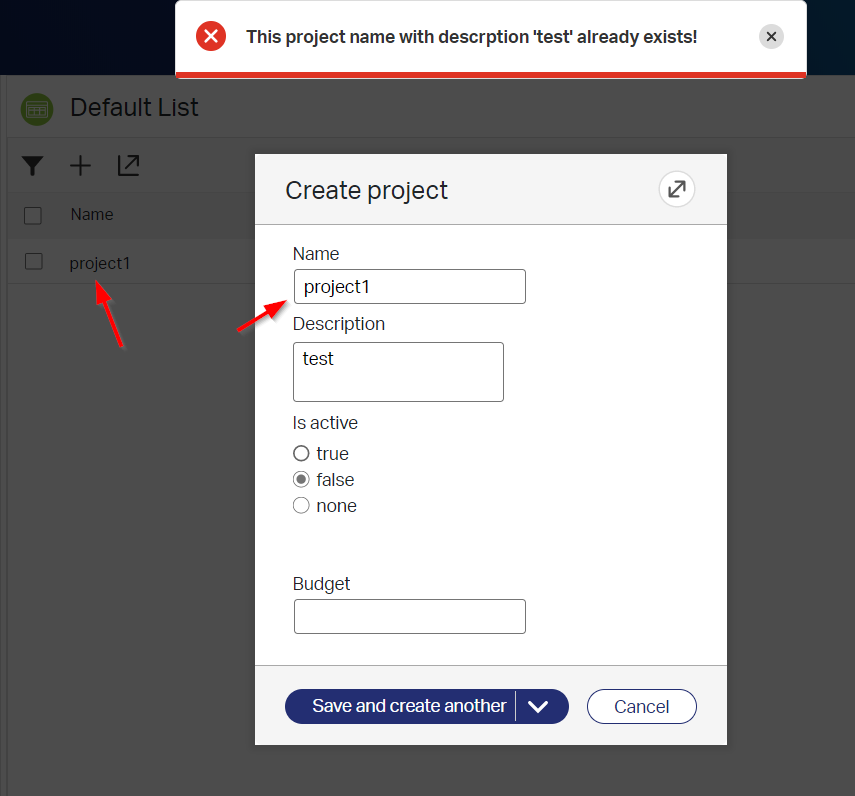 This project name with descrption 'test' already exists!
Default List
Name
project1
Create project
Name
project1
Description
test
Is active
true
false
none
Budget
Save and create another
Cancel